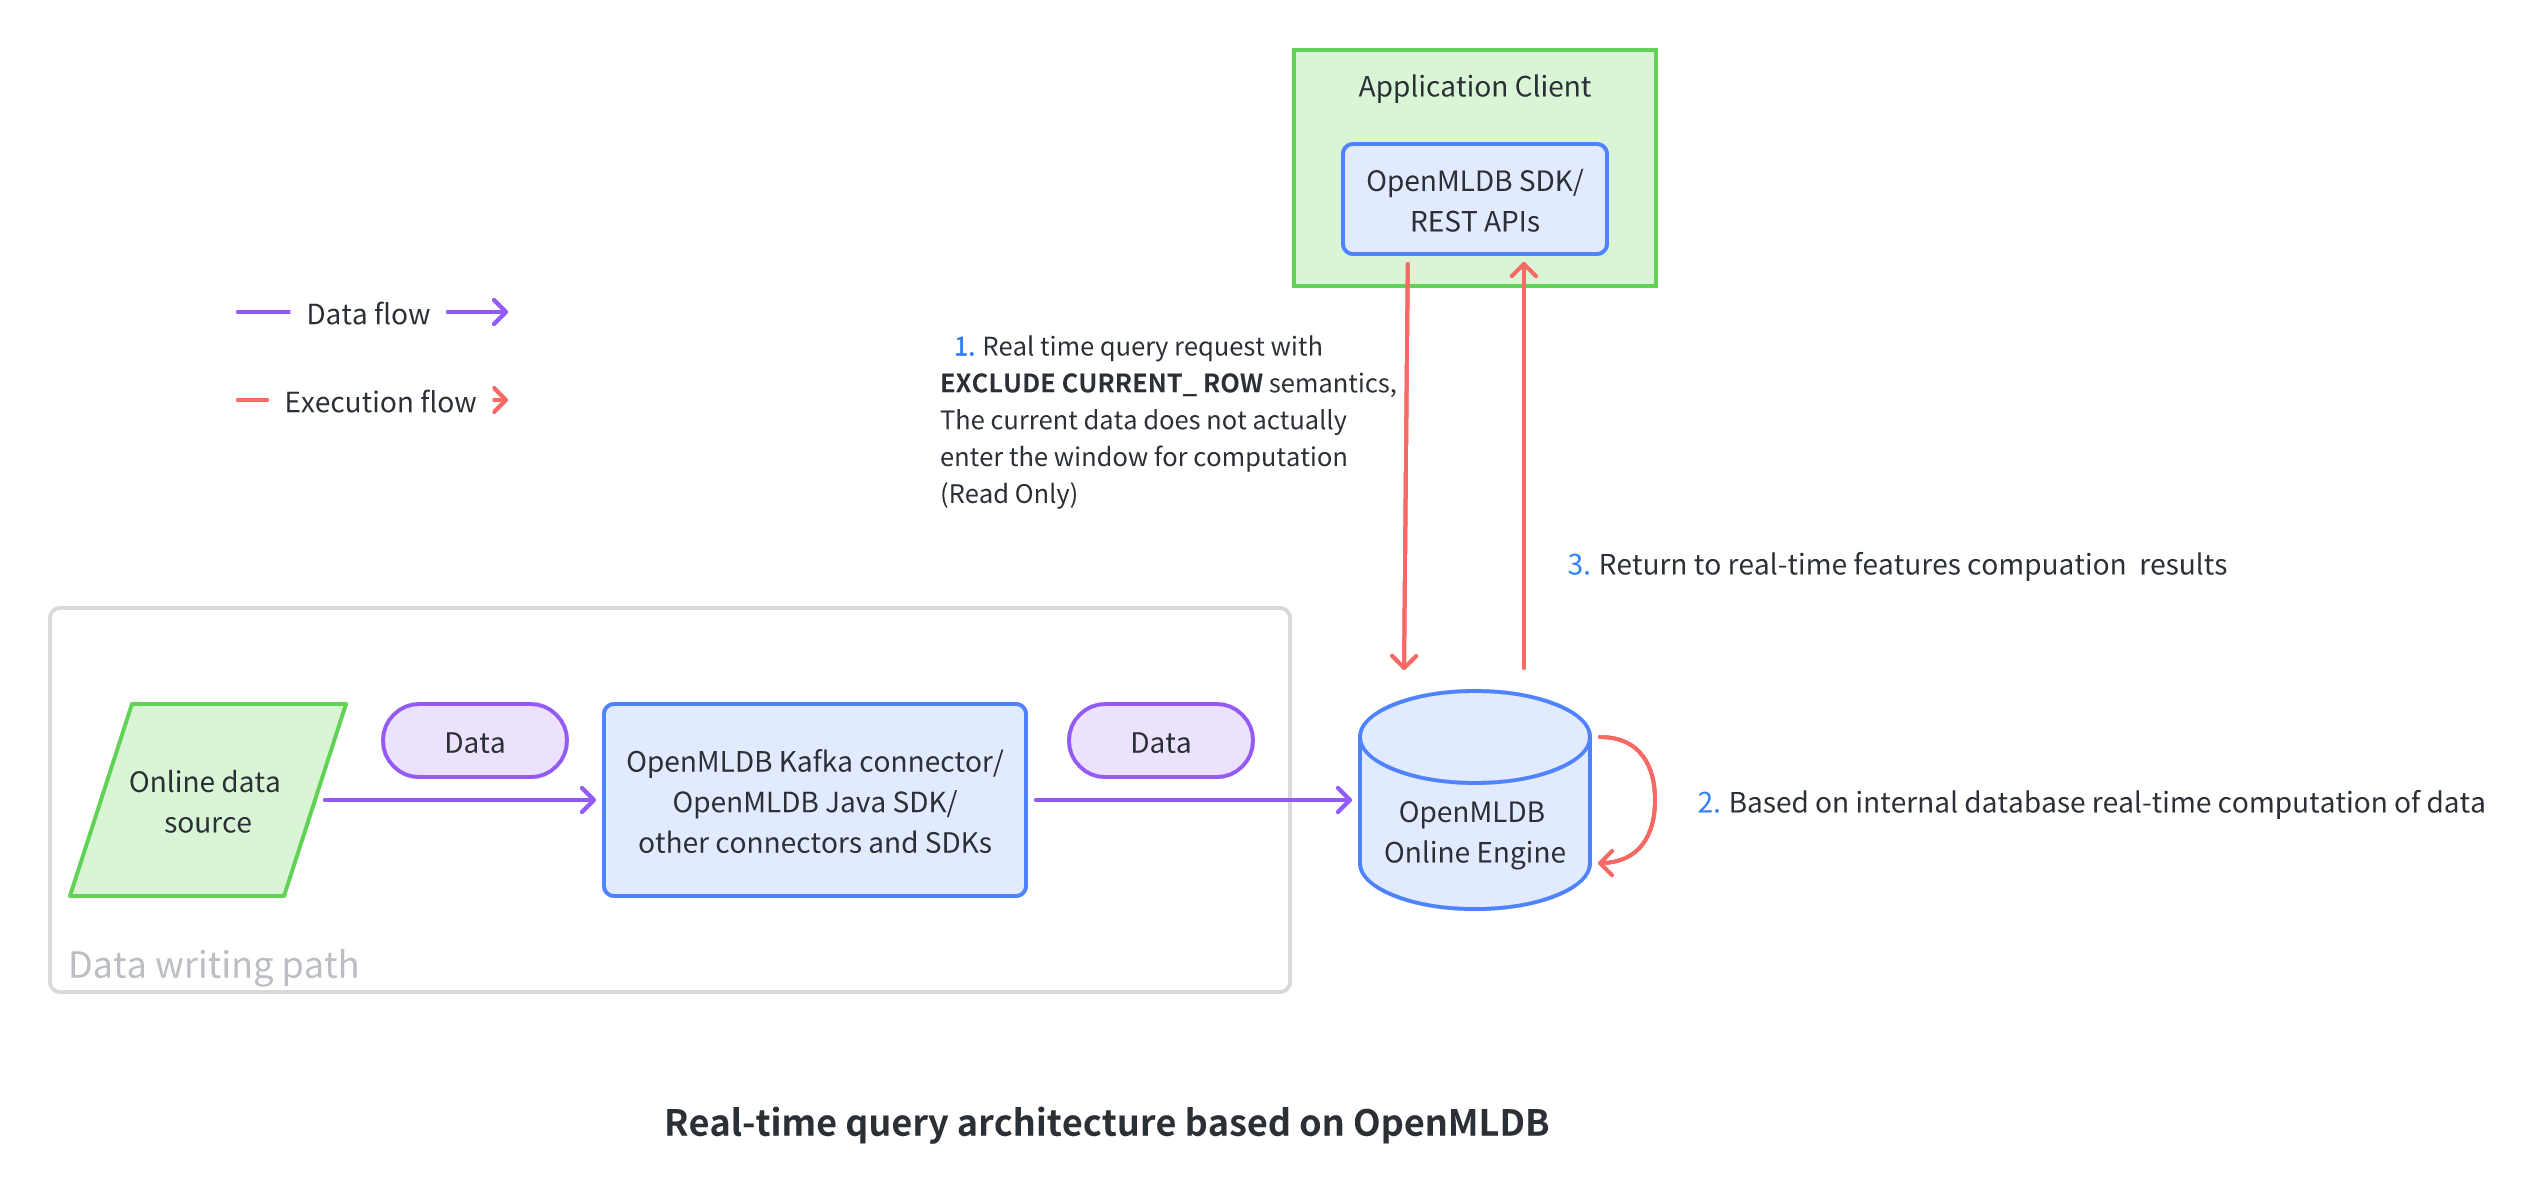 Application Client
OpenMLDB SDK/
REST APIs
Data flow
Execution flow
1. Real time query request with
EXCLUDE CURRENT_ ROW semantics,
The current data does not actually
enter the window for computation
(Read Only)
3. Return to real-time features compuation  results
Online data
source
Data
OpenMLDB Kafka connector/
OpenMLDB Java SDK/
other connectors and SDKs
Data
OpenMLDB
Online Engine
2. Based on internal database real-time computation of data
Data writing path
Real-time query architecture based on OpenMLDB